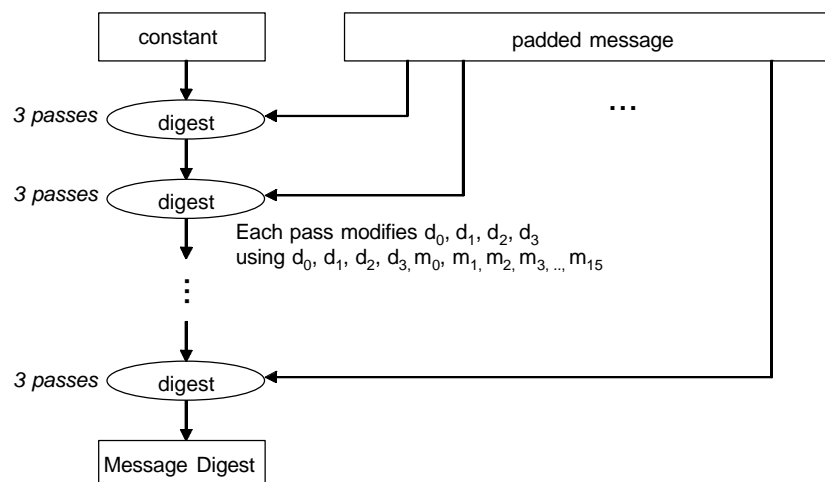 constant
padded message
...
3 passes
digest
3 passes
digest
Each pass modifies d₀, d₁, d₂, d₃
using d₀, d₁, d₂, d₃, m₀, m₁, m₂, m₃, .., m₁₅
...
3 passes
digest
Message Digest